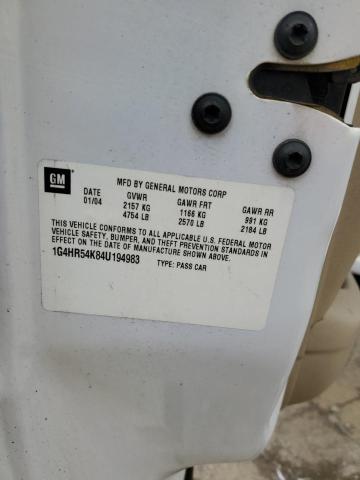 GM
MFD BY GENERAL MOTORS CORP
DATE GVWR GAWR FRT GAWR RR
01/04 2157 KG 1166 KG 991 KG
4754 LB 2570 LB 2184 LB
THIS VEHICLE CONFORMS TO ALL APPLICABLE U.S. FEDERAL MOTOR
VEHICLE SAFETY, BUMPER, AND THEFT PREVENTION STANDARDS IN
EFFECT ON THE DATE OF MANUFACTURE SHOWN ABOVE.
1G4HR54K84U194983 TYPE: PASS CAR